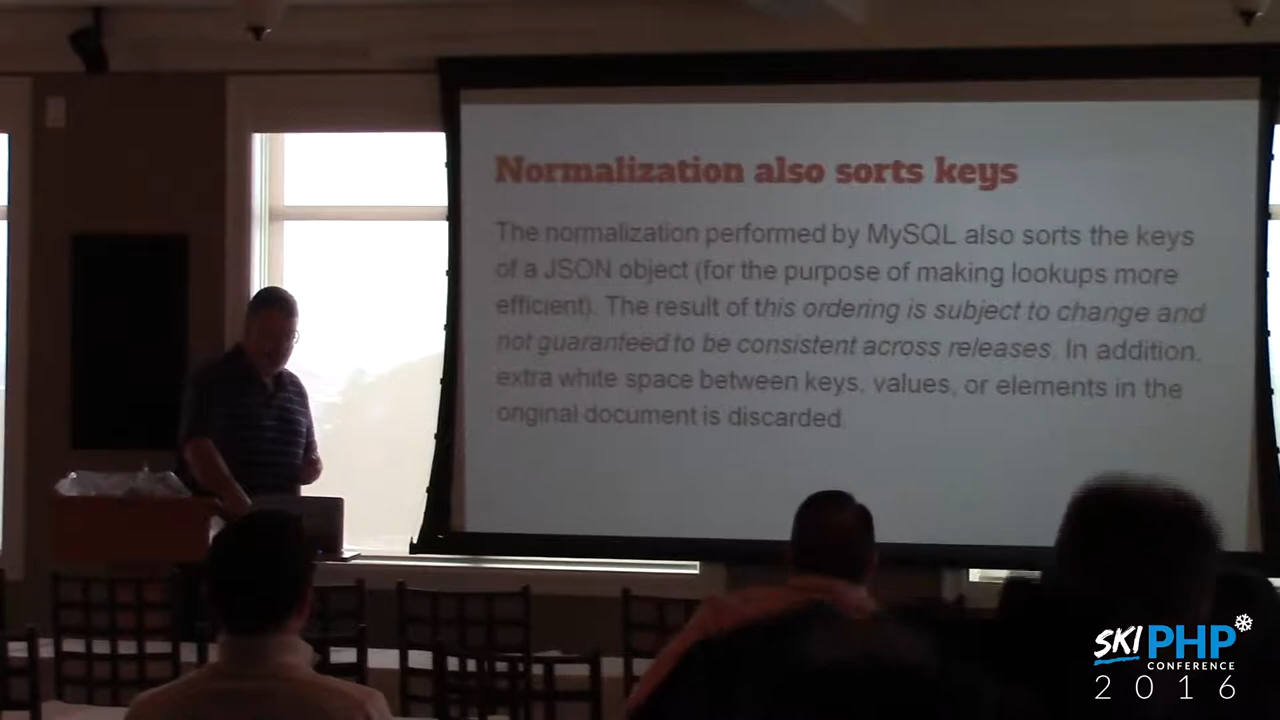 Normalization also sorts keys
The normalization performed by MySQL also sorts the keys
of a JSON object (for the purpose of making lookups more
efficient). The result of this ordering is subject to change and
not guaranteed to be consistent across releases. In addition,
extra white space between keys, values, or elements in the
original document is discarded.
SKI PHP
CONFERENCE
2016